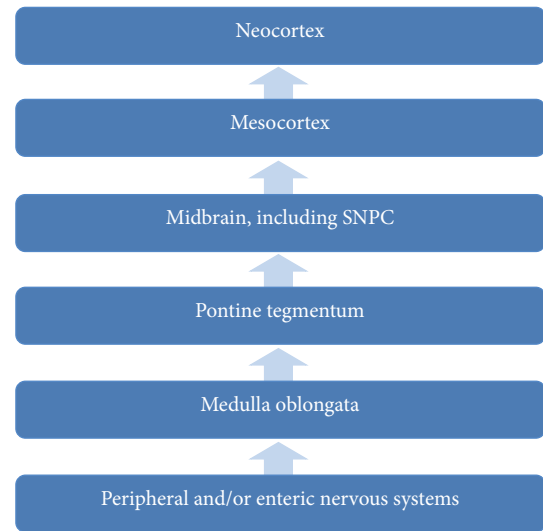 Neocortex
Mesocortex
Midbrain, including SNPC
Pontine tegmentum
Medulla oblongata
Peripheral and/or enteric nervous systems